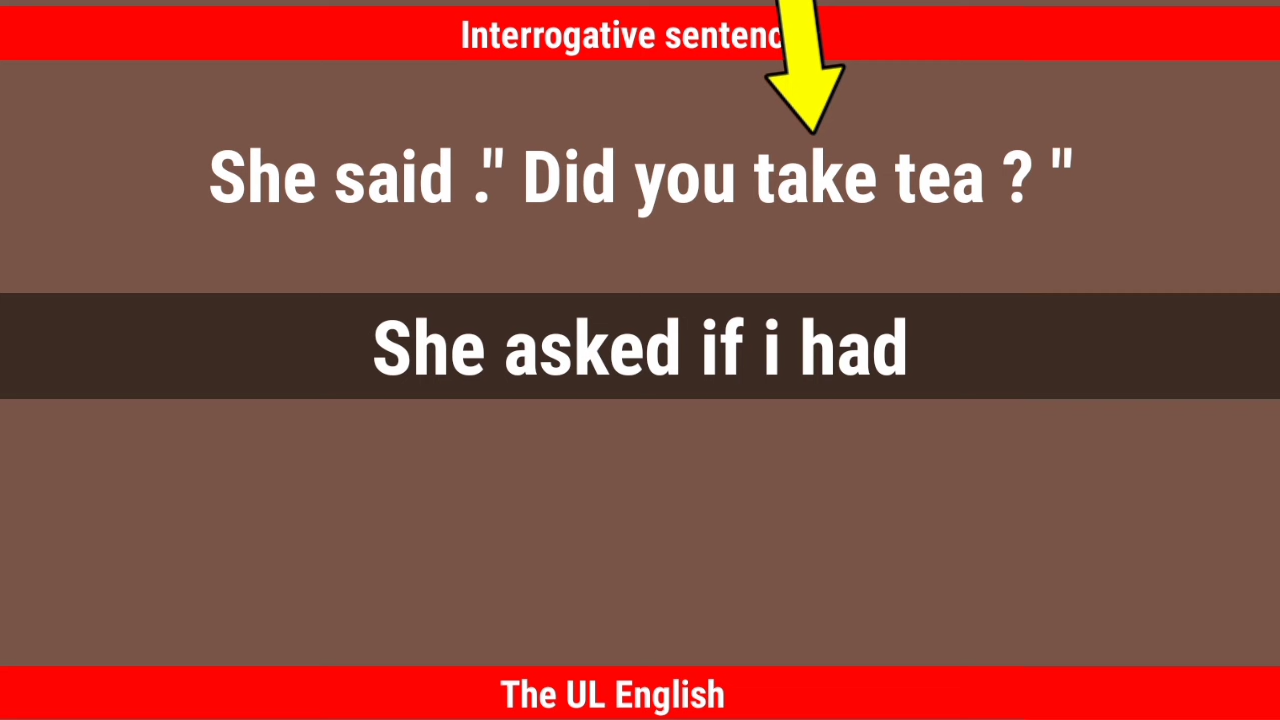 Interrogative sentenc
She said ." Did you take tea ? "
She asked if i had
The UL English